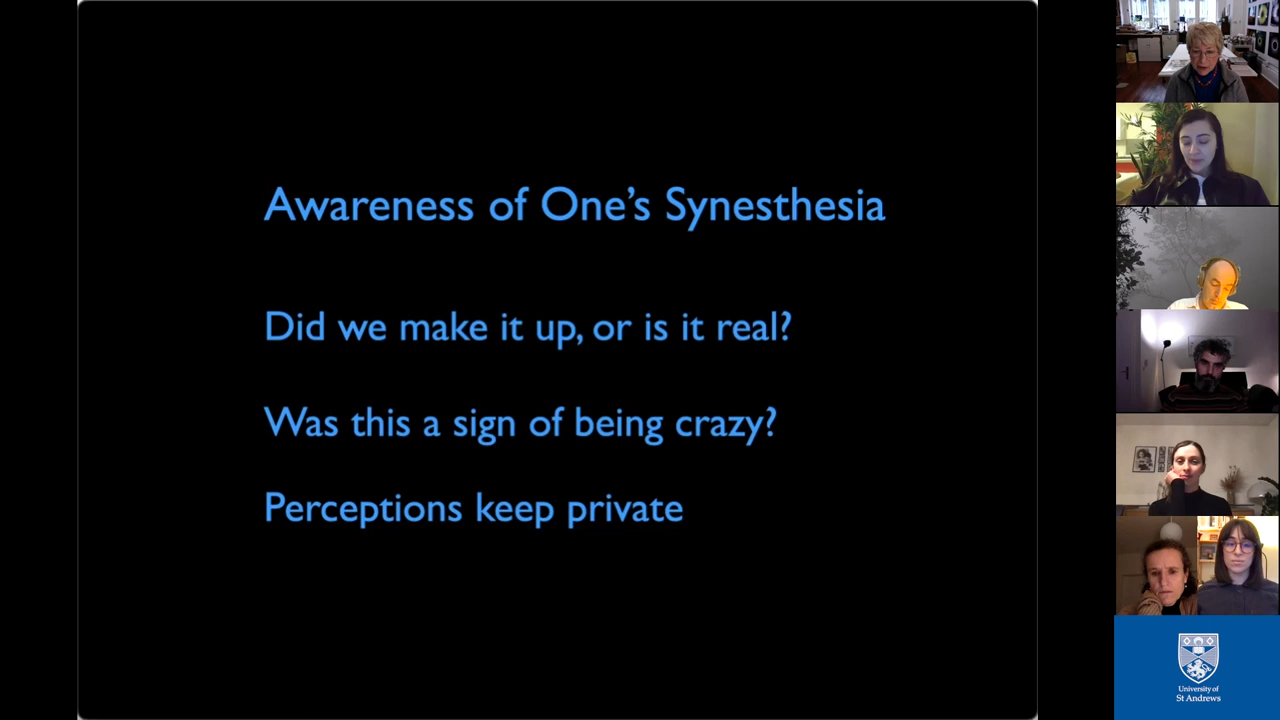 Awareness of One's Synesthesia
Did we make it up, or is it real?
Was this a sign of being crazy?
Perceptions keep private
University of
St Andrews